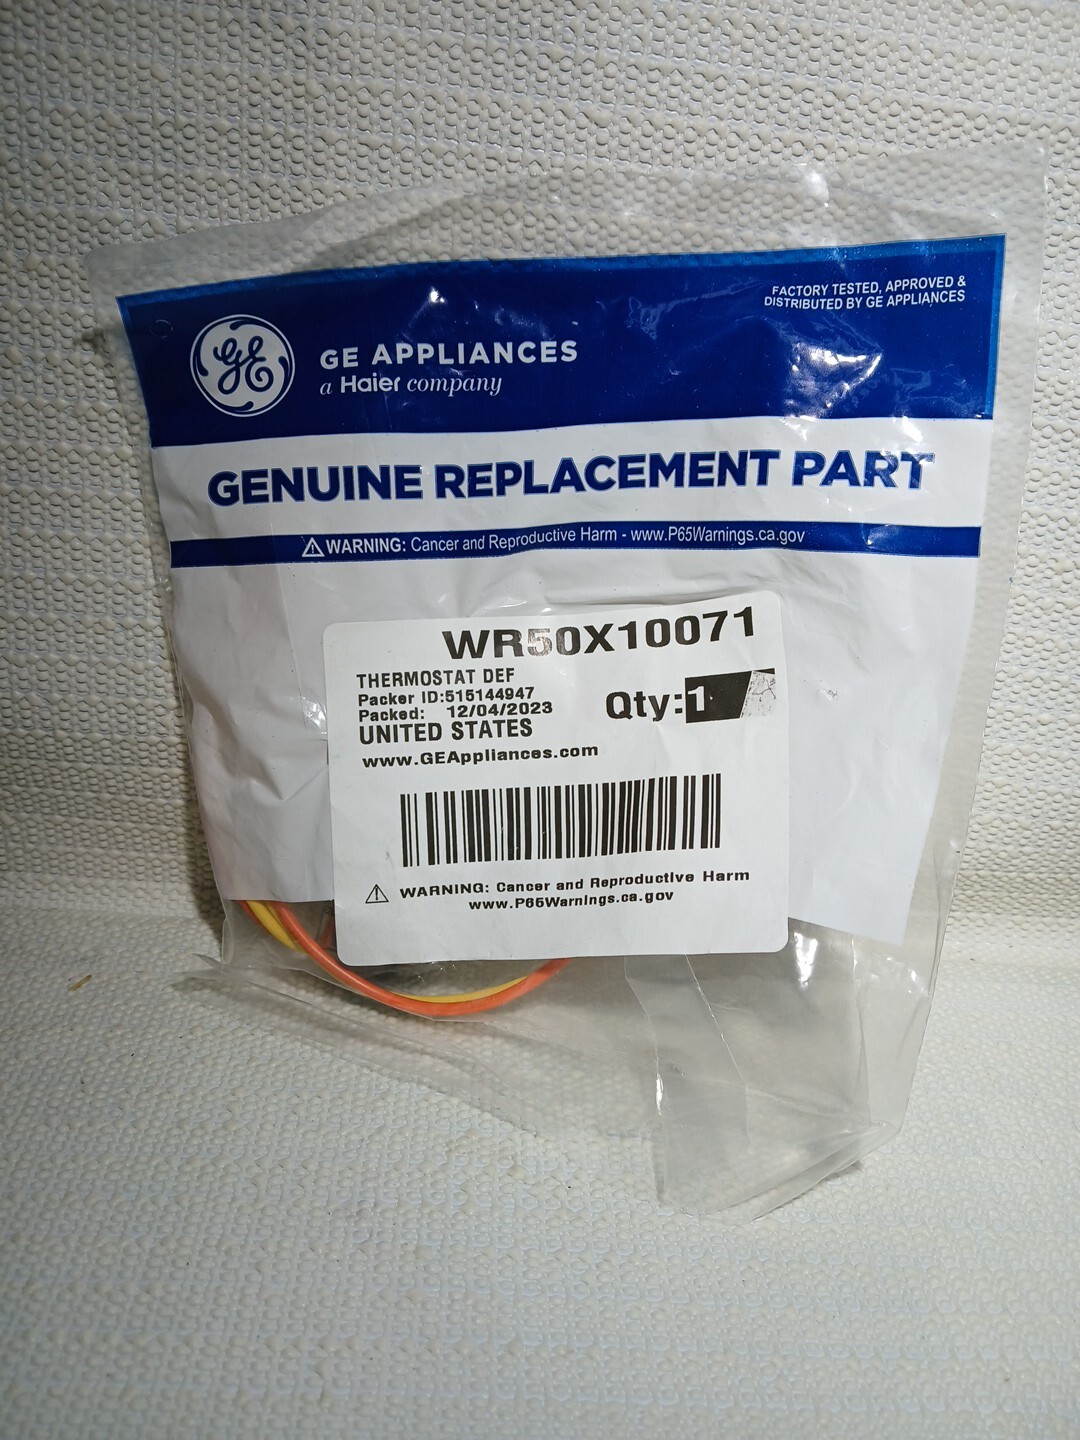 FACTORY TESTED, APPROVED &
DISTRIBUTED BY GE APPLIANCES
GE
GE APPLIANCES
a Haier company
GENUINE REPLACEMENT PART
WARNING: Cancer and Reproductive Harm - www.P65Warnings.ca.gov
WR50X10071
THERMOSTAT DEF
Packer ID:515144947
Packed: 12/04/2023
Qty:1
UNITED STATES
www.GEAppliances.com
WARNING: Cancer and Reproductive Harm
www.P65Warnings.ca.gov